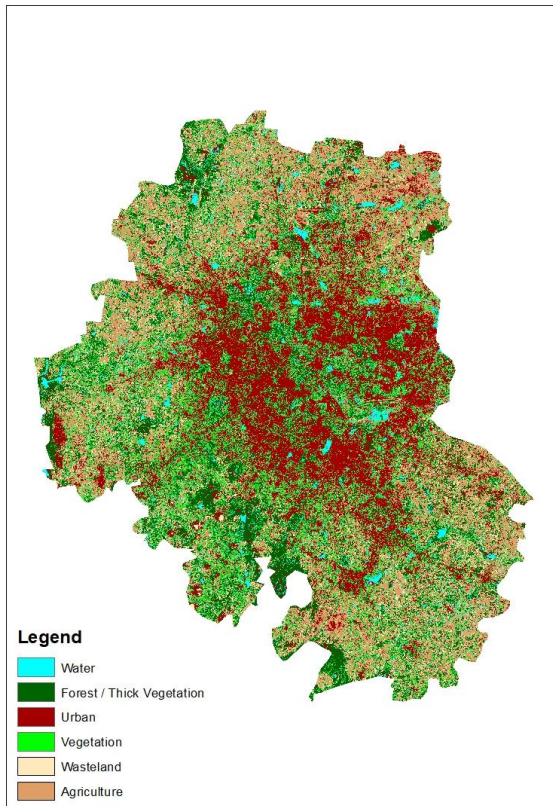 Legend
Water
Forest / Thick Vegetation
Urban
Vegetation
Wasteland
Agriculture